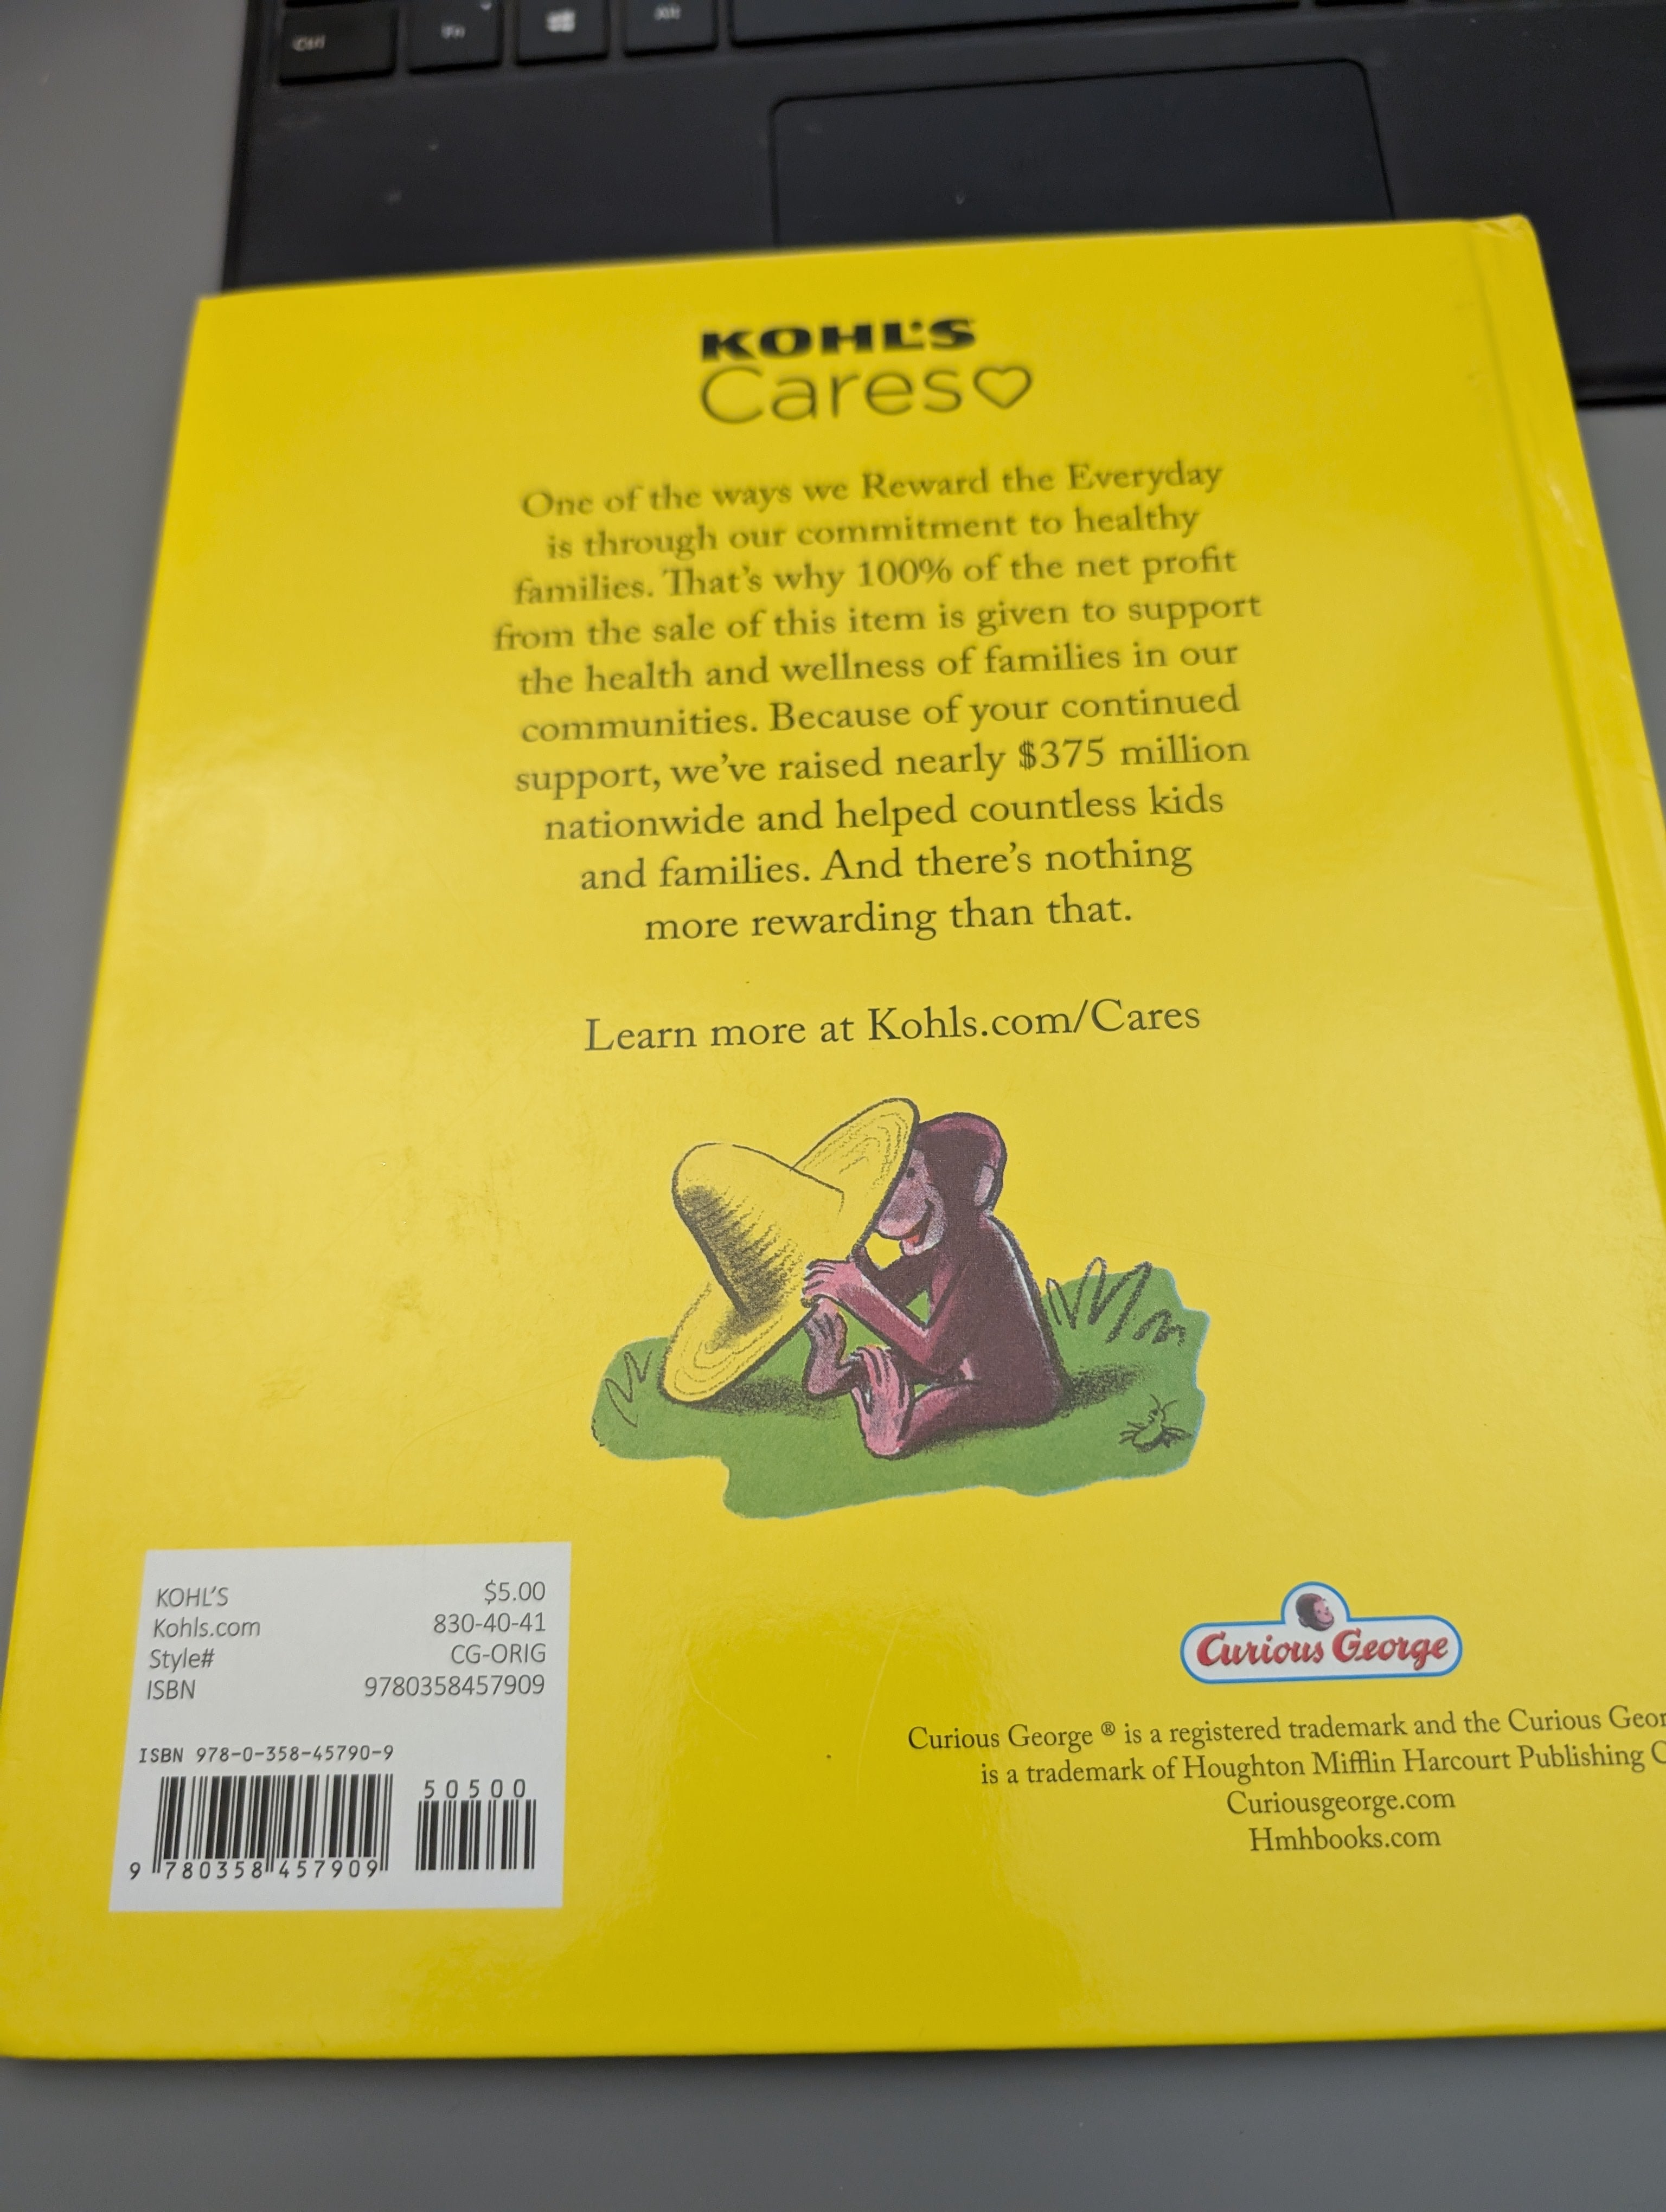 Ctrl
Fn
Alt
KOHL'S
Cares
One of the ways we Reward the Everyday
is through our commitment to healthy
families. That's why 100% of the net profit
from the sale of this item is given to support
the health and wellness of families in our
communities. Because of your continued
support, we've raised nearly $375 million
nationwide and helped countless kids
and families. And there's nothing
more rewarding than that.
Learn more at Kohls.com/Cares
KOHL'S $5.00
Kohls.com 830-40-41
Style# CG-ORIG
ISBN 9780358457909
ISBN 978-0-358-45790-9
50500
9 780358 457909
Curious George
Curious George ® is a registered trademark and the Curious Geor
is a trademark of Houghton Mifflin Harcourt Publishing C
Curiousgeorge.com
Hmhbooks.com